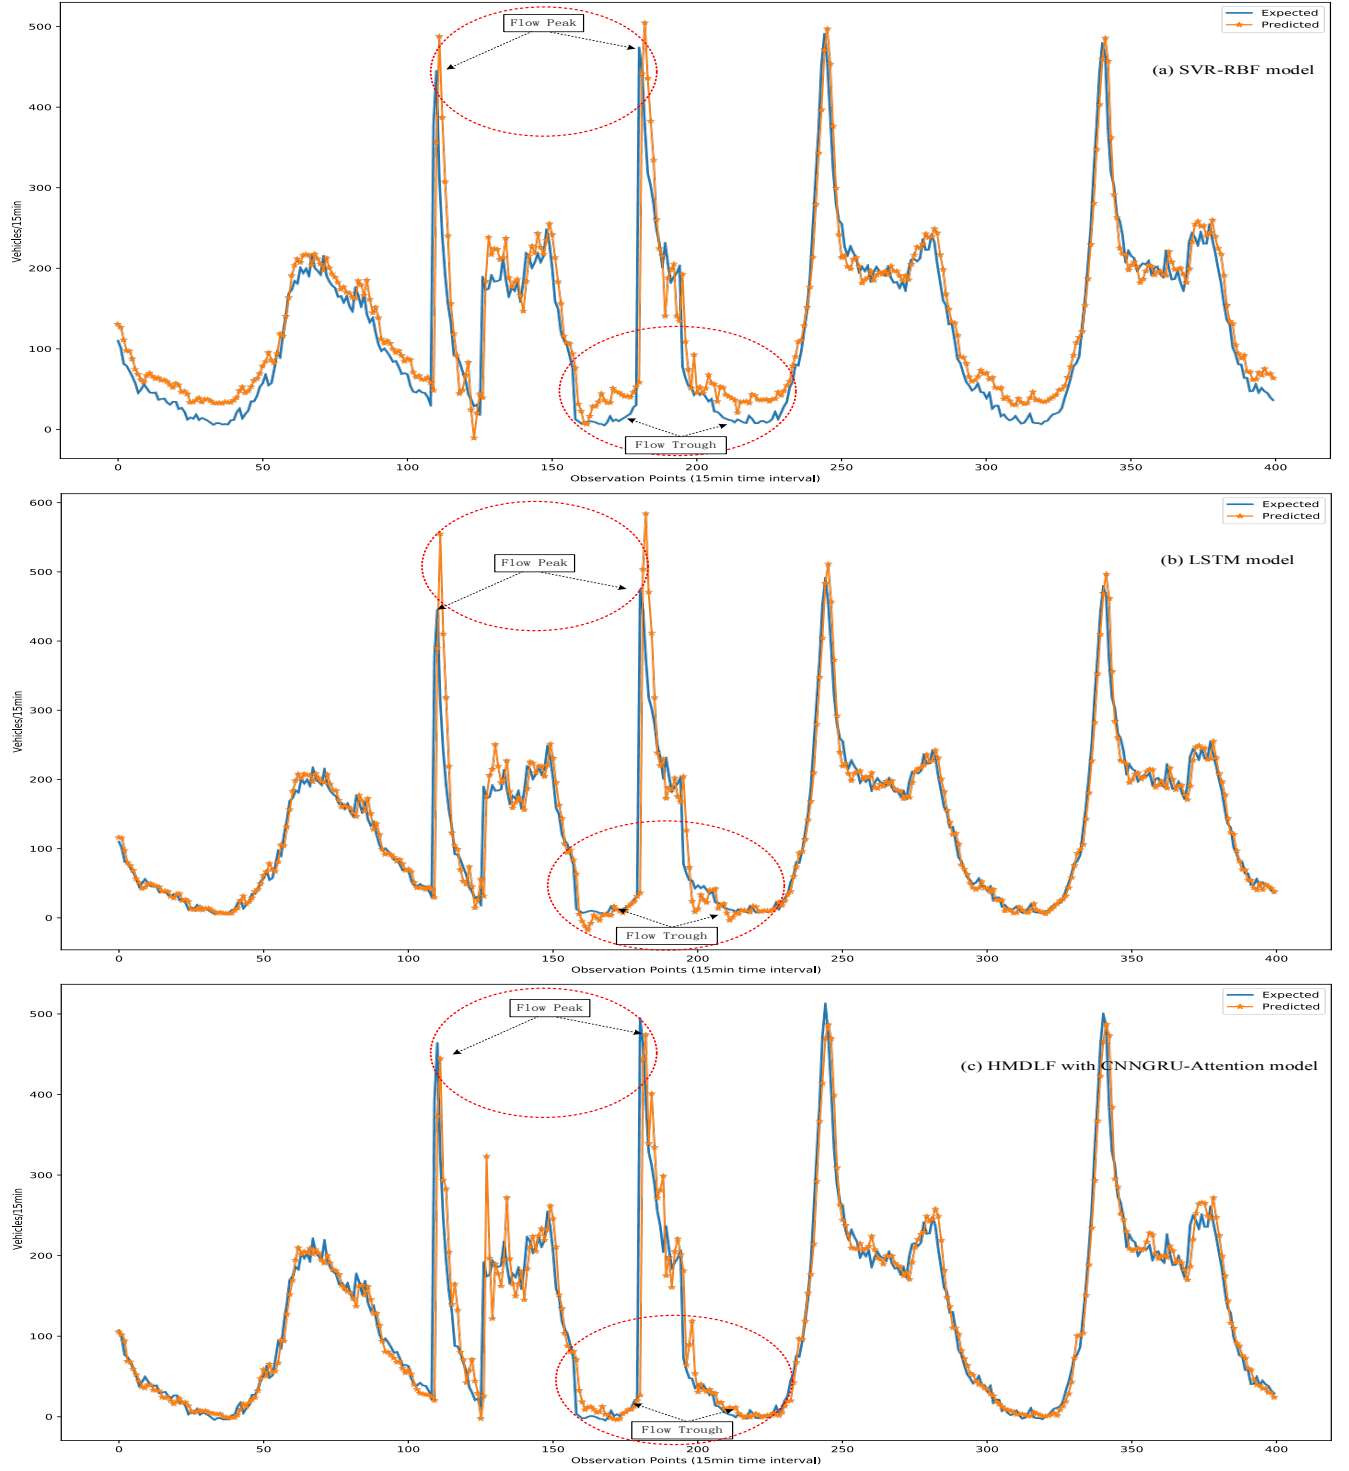 500
400
300
200
100
0
Vehicles/15min
Flow Peak
Expected
Predicted
(a) SVR-RBF model
Flow Trough
0 50 100 150 200 250 300 350 400
Observation Points (15min time interval)
600
500
400
300
200
100
0
Vehicles/15min
Flow Peak
Expected
Predicted
(b) LSTM model
Flow Trough
0 50 100 150 200 250 300 350 400
Observation Points (15min time interval)
500
400
300
200
100
0
Vehicles/15min
Flow Peak
Expected
Predicted
(c) HMDLF with CNNGRU-Attention model
Flow Trough
0 50 100 150 200 250 300 350 400
Observation Points (15min time interval)